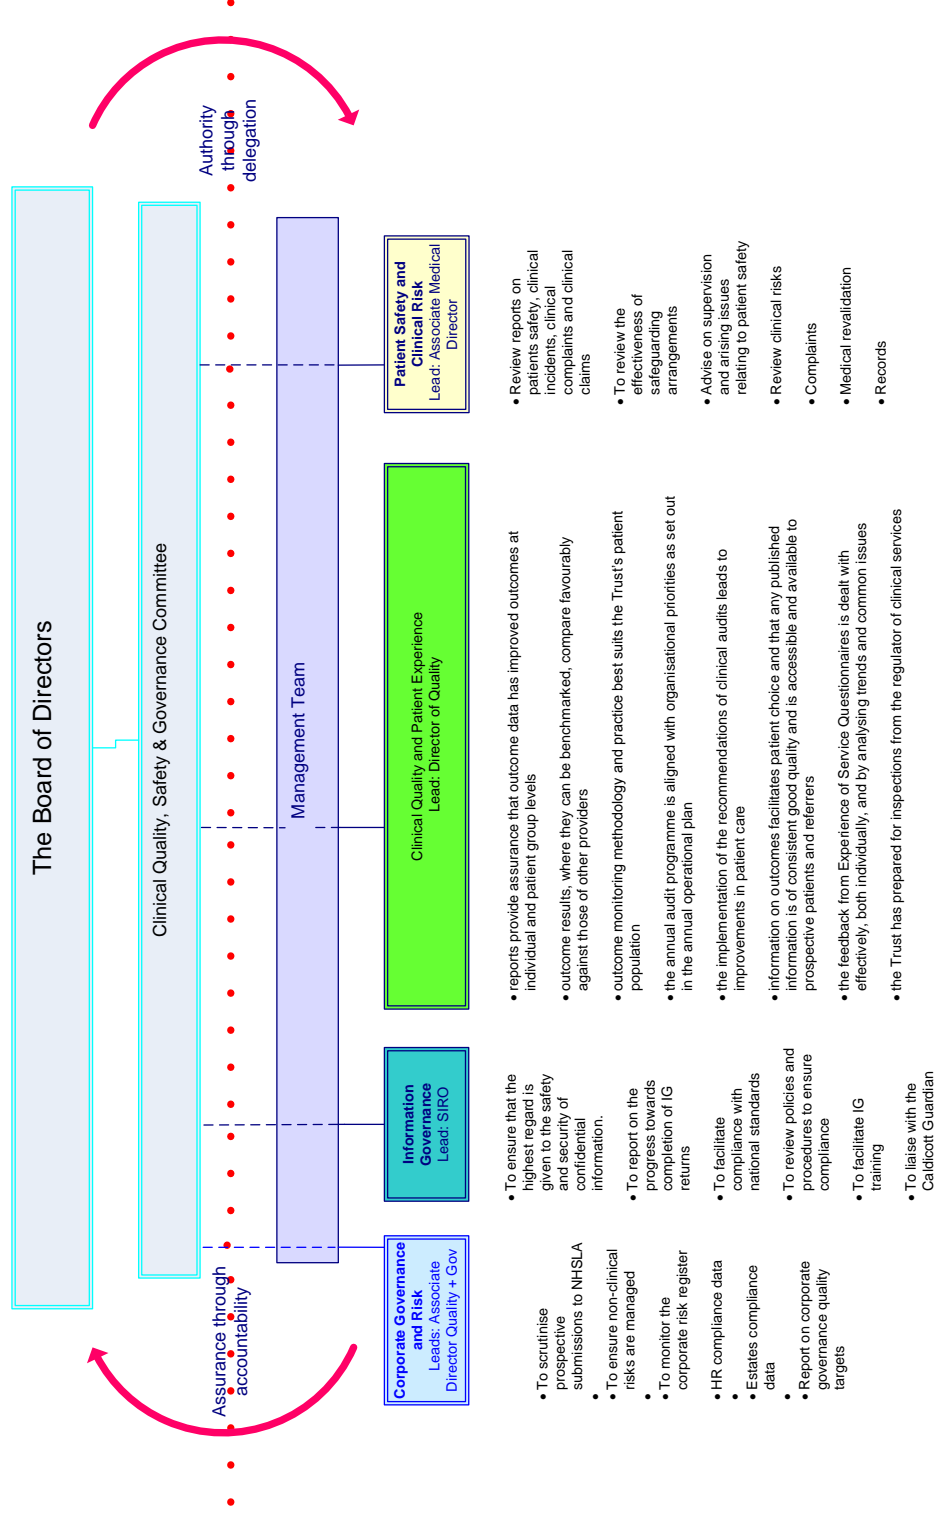 The Board of Directors
Clinical Quality, Safety & Governance Committee
Assurance through
accountability
Authority
through
delegation
Management Team
Corporate Governance
and Risk
Leads: Associate
Director Quality + Gov
Information
Governance
Lead: SIRO
Clinical Quality and Patient Experience
Lead: Director of Quality
Patient Safety and
Clinical Risk
Lead: Associate Medical
Director
• To scrutinise
prospective
submissions to NHSLA
•
• To ensure non-clinical
risks are managed
•
• To monitor the
corporate risk register
• HR compliance data
•
• Estates compliance
data
•
• Report on corporate
governance quality
targets
• To ensure that the
highest regard is
given to the safety
and security of
confidential
information.
• To report on the
progress towards
completion of IG
returns
• To facilitate
compliance with
national standards
• To review policies and
procedures to ensure
compliance
• To facilitate IG
training
• To liaise with the
Caldicott Guardian
• reports provide assurance that outcome data has improved outcomes at
individual and patient group levels
• outcome results, where they can be benchmarked, compare favourably
against those of other providers
• outcome monitoring methodology and practice best suits the Trust's patient
population
• the annual audit programme is aligned with organisational priorities as set out
in the annual operational plan
• the implementation of the recommendations of clinical audits leads to
improvements in patient care
• information on outcomes facilitates patient choice and that any published
information is of consistent good quality and is accessible and available to
prospective patients and referrers
• the feedback from Experience of Service Questionnaires is dealt with
effectively, both individually, and by analysing trends and common issues
• the Trust has prepared for inspections from the regulator of clinical services
• Review reports on
patients safety, clinical
incidents, clinical
complaints and clinical
claims
• To review the
effectiveness of
safeguarding
arrangements
• Advise on supervision
and arising issues
relating to patient safety
• Review clinical risks
• Complaints
• Medical revalidation
• Records